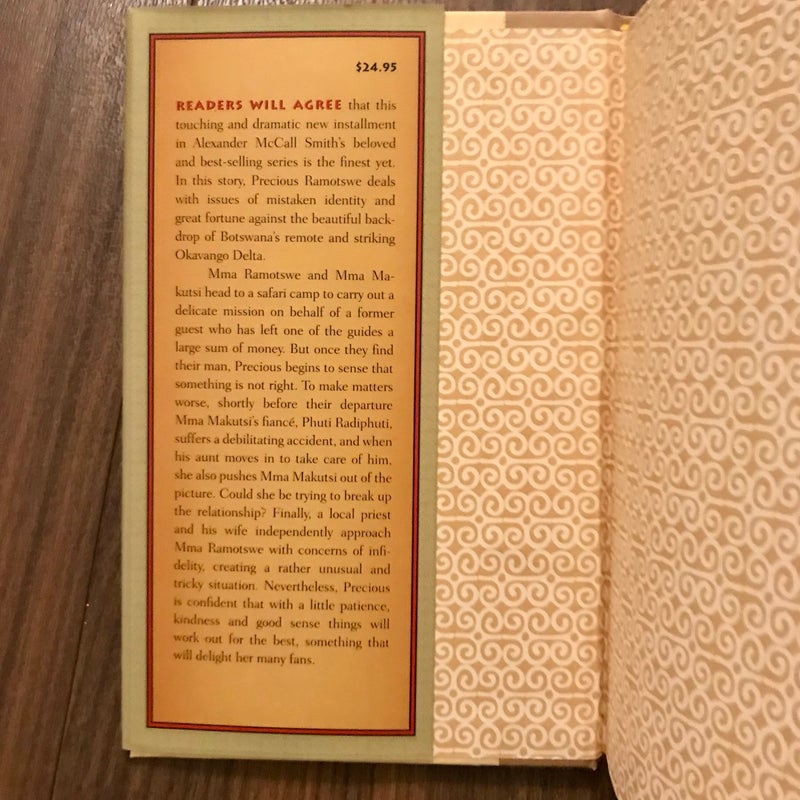 $24.95
READERS WILL AGREE that this
touching and dramatic new installment
in Alexander McCall Smith's beloved
and best-selling series is the finest yet.
In this story, Precious Ramotswe deals
with issues of mistaken identity and
great fortune against the beautiful back-
drop of Botswana's remote and striking
Okavango Delta.
Mma Ramotswe and Mma Ma-
kutsi head to a safari camp to carry out a
delicate mission on behalf of a former
guest who has left one of the guides a
large sum of money. But once they find
their man, Precious begins to sense that
something is not right. To make matters
worse, shortly before their departure
Mma Makutsi's fiancé, Phuti Radiphuti,
suffers a debilitating accident, and when
his aunt moves in to take care of him,
she also pushes Mma Makutsi out of the
picture. Could she be trying to break up
the relationship? Finally, a local priest
and his wife independently approach
Mma Ramotswe with concerns of infi-
delity, creating a rather unusual and
tricky situation. Nevertheless, Precious
is confident that with a little patience,
kindness and good sense things will
work out for the best, something that
will delight her many fans.